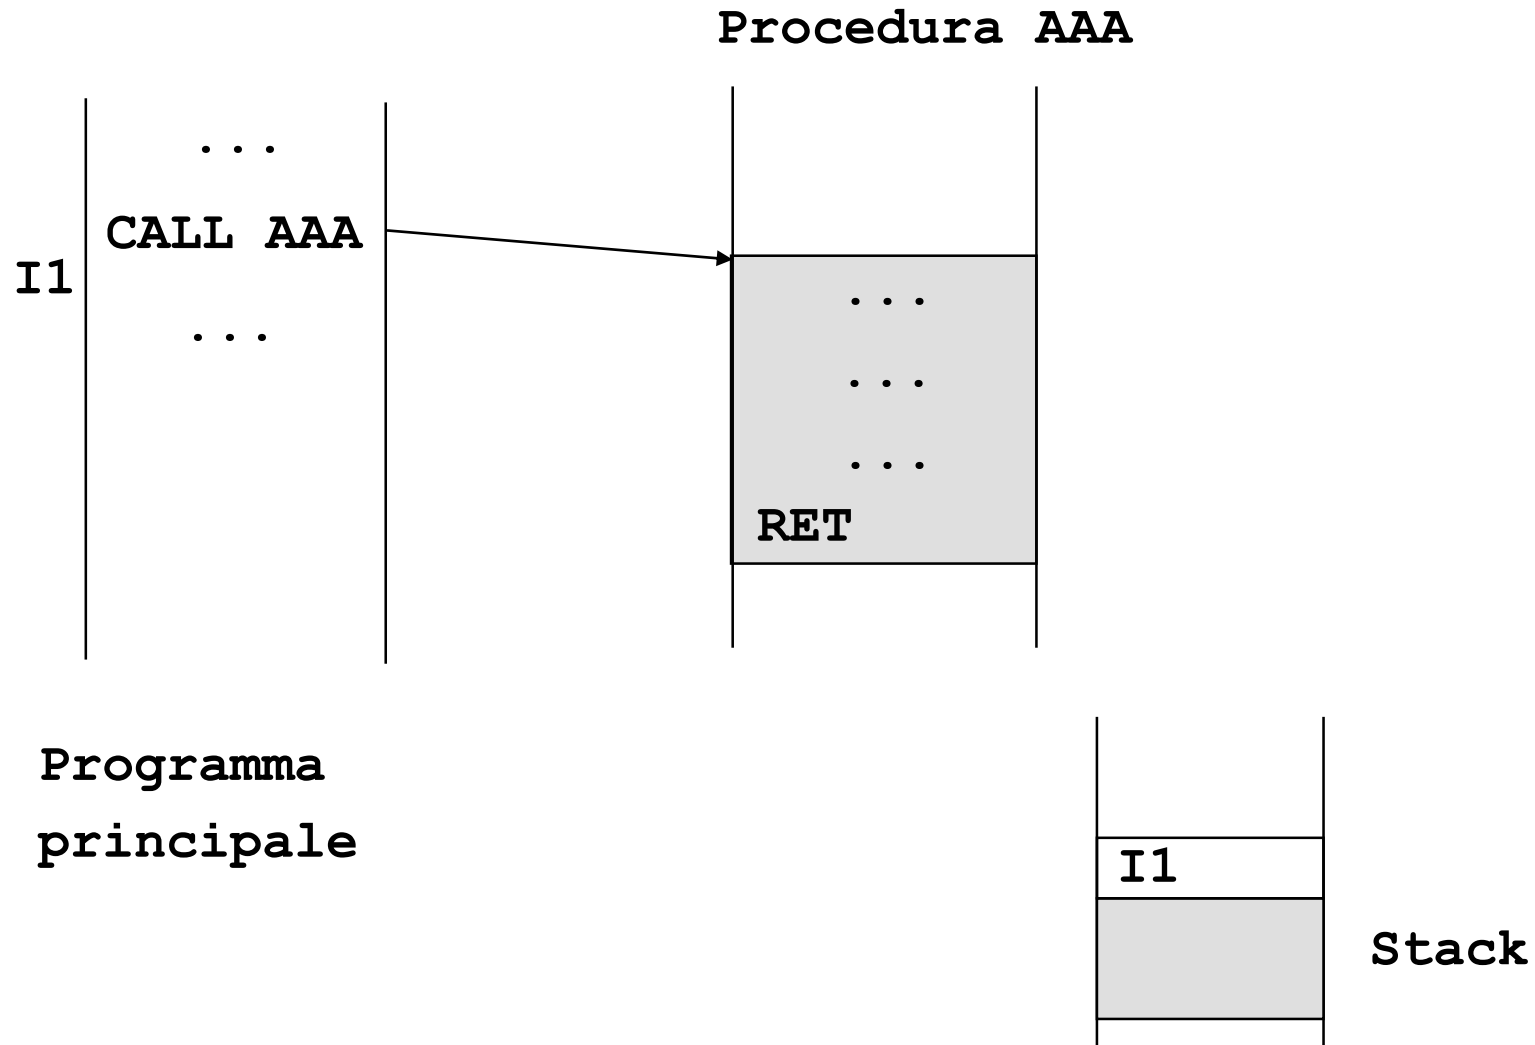 Procedura AAA
...
CALL AAA
I1
...
...
...
...
RET
Programma
principale
I1
Stack